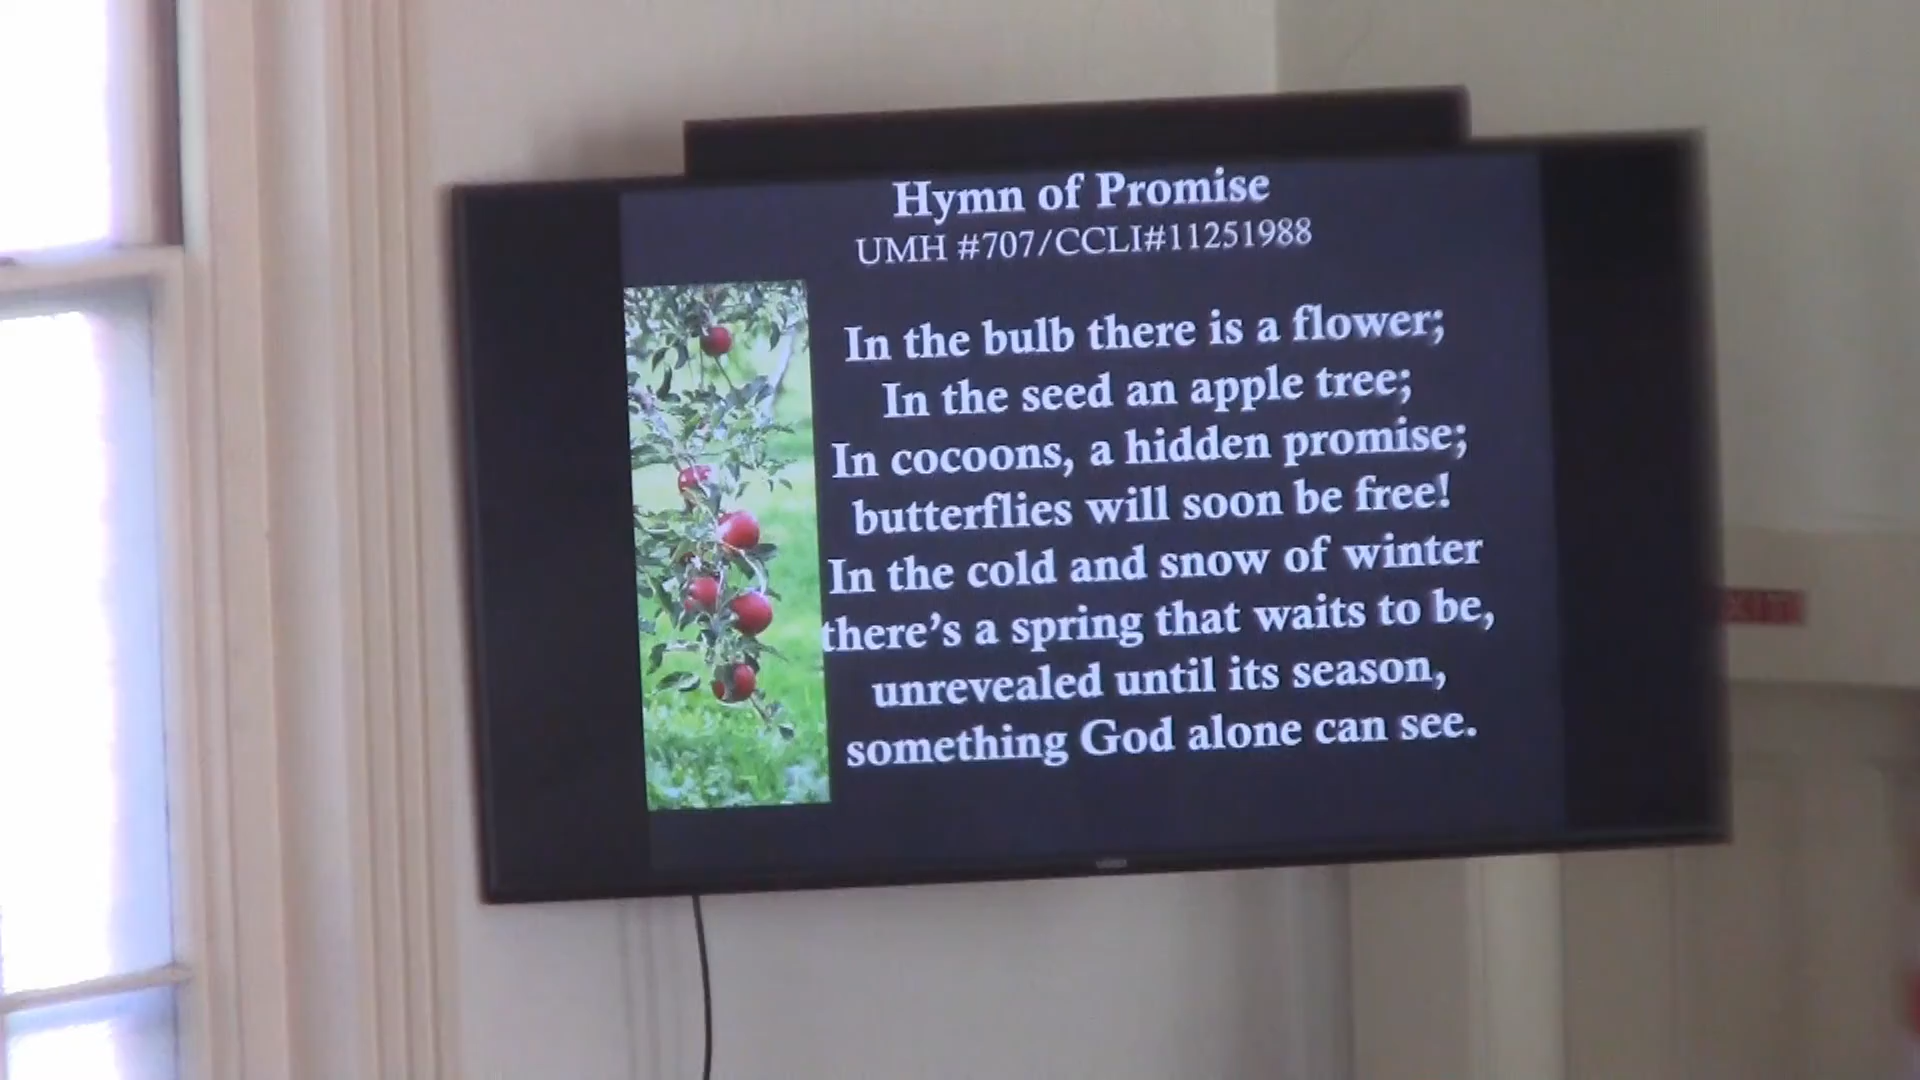 Hymn of Promise
UMH #707/CCLI#11251988
In the bulb there is a flower;
In the seed an apple tree;
In cocoons, a hidden promise;
butterflies will soon be free!
In the cold and snow of winter
there’s a spring that waits to be,
unrevealed until its season,
something God alone can see.
EXIT